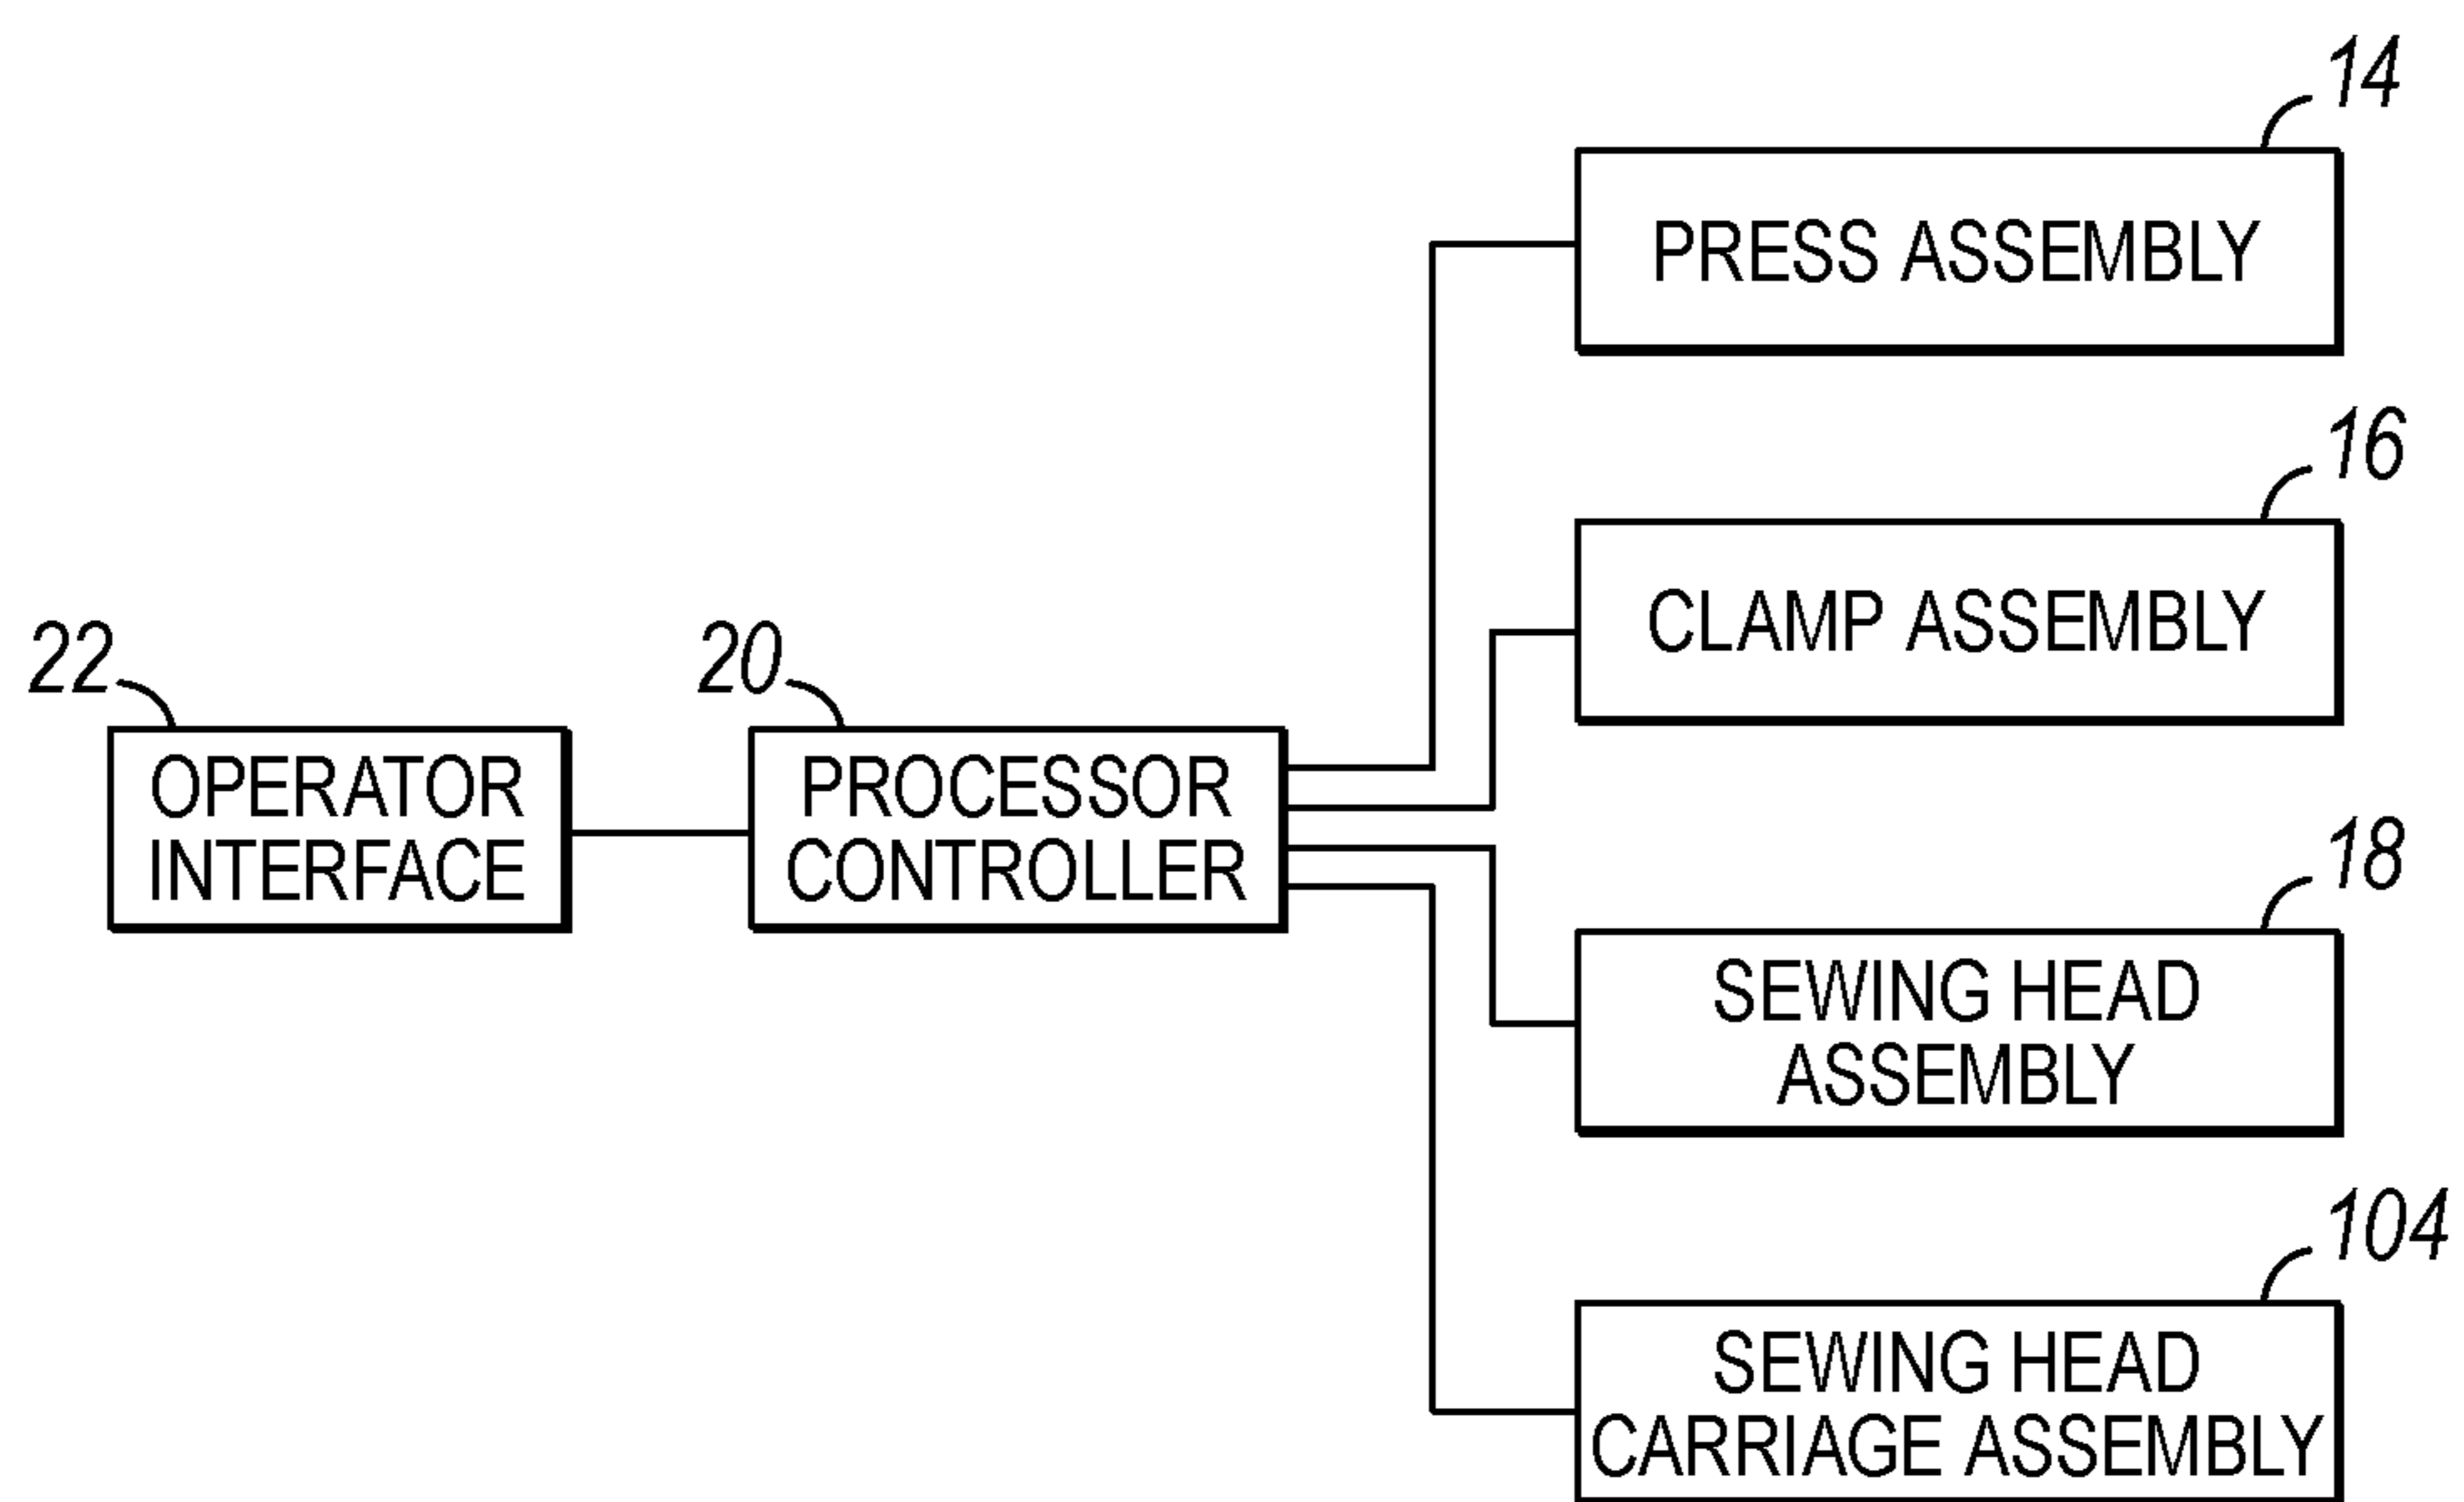 14
PRESS ASSEMBLY
16
CLAMP ASSEMBLY
22
OPERATOR
INTERFACE
20
PROCESSOR
CONTROLLER
18
SEWING HEAD
ASSEMBLY
104
SEWING HEAD
CARRIAGE ASSEMBLY